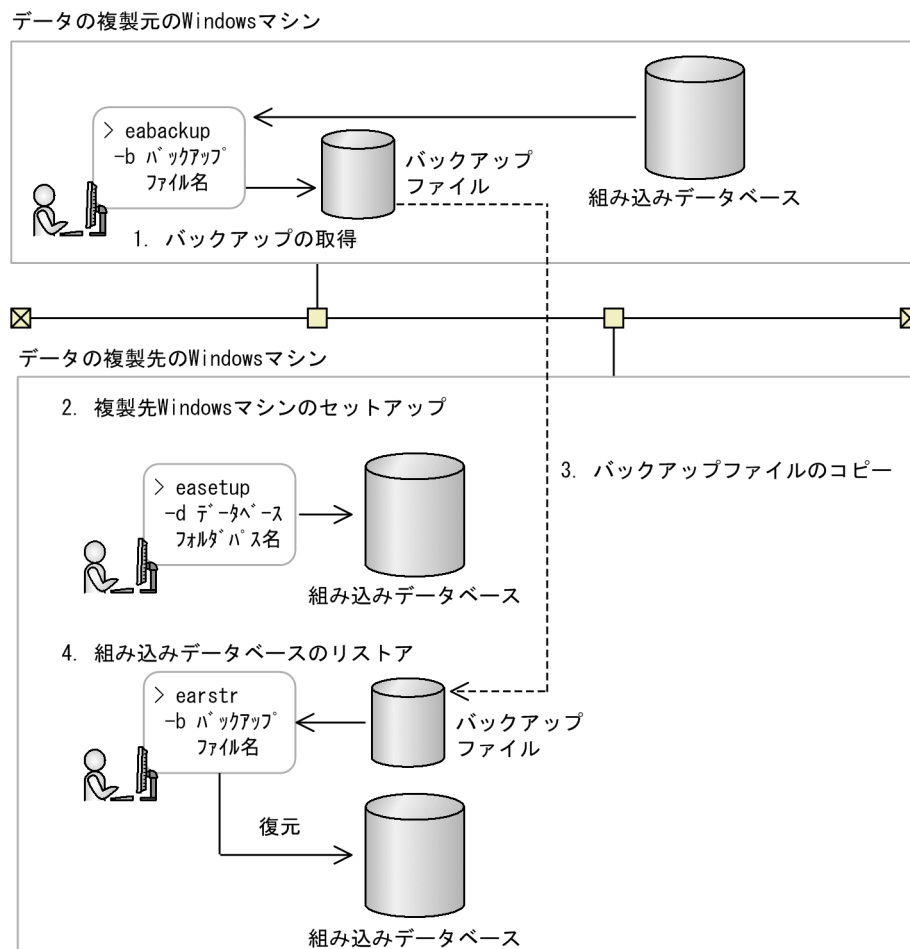 データの複製元のWindowsマシン
> eabackup
-b ﾊﾞｯｸｱｯﾌﾟ
ﾌｧｲﾙ名
バックアップ
ファイル
組み込みデータベース
1. バックアップの取得
データの複製先のWindowsマシン
2. 複製先Windowsマシンのセットアップ
3. バックアップファイルのコピー
> easetup
-d ﾃﾞｰﾀﾍﾞｰｽ
ﾌｫﾙﾀﾞﾊﾟｽ名
組み込みデータベース
4. 組み込みデータベースのリストア
> earstr
-b ﾊﾞｯｸｱｯﾌﾟ
ﾌｧｲﾙ名
バックアップ
ファイル
復元
組み込みデータベース